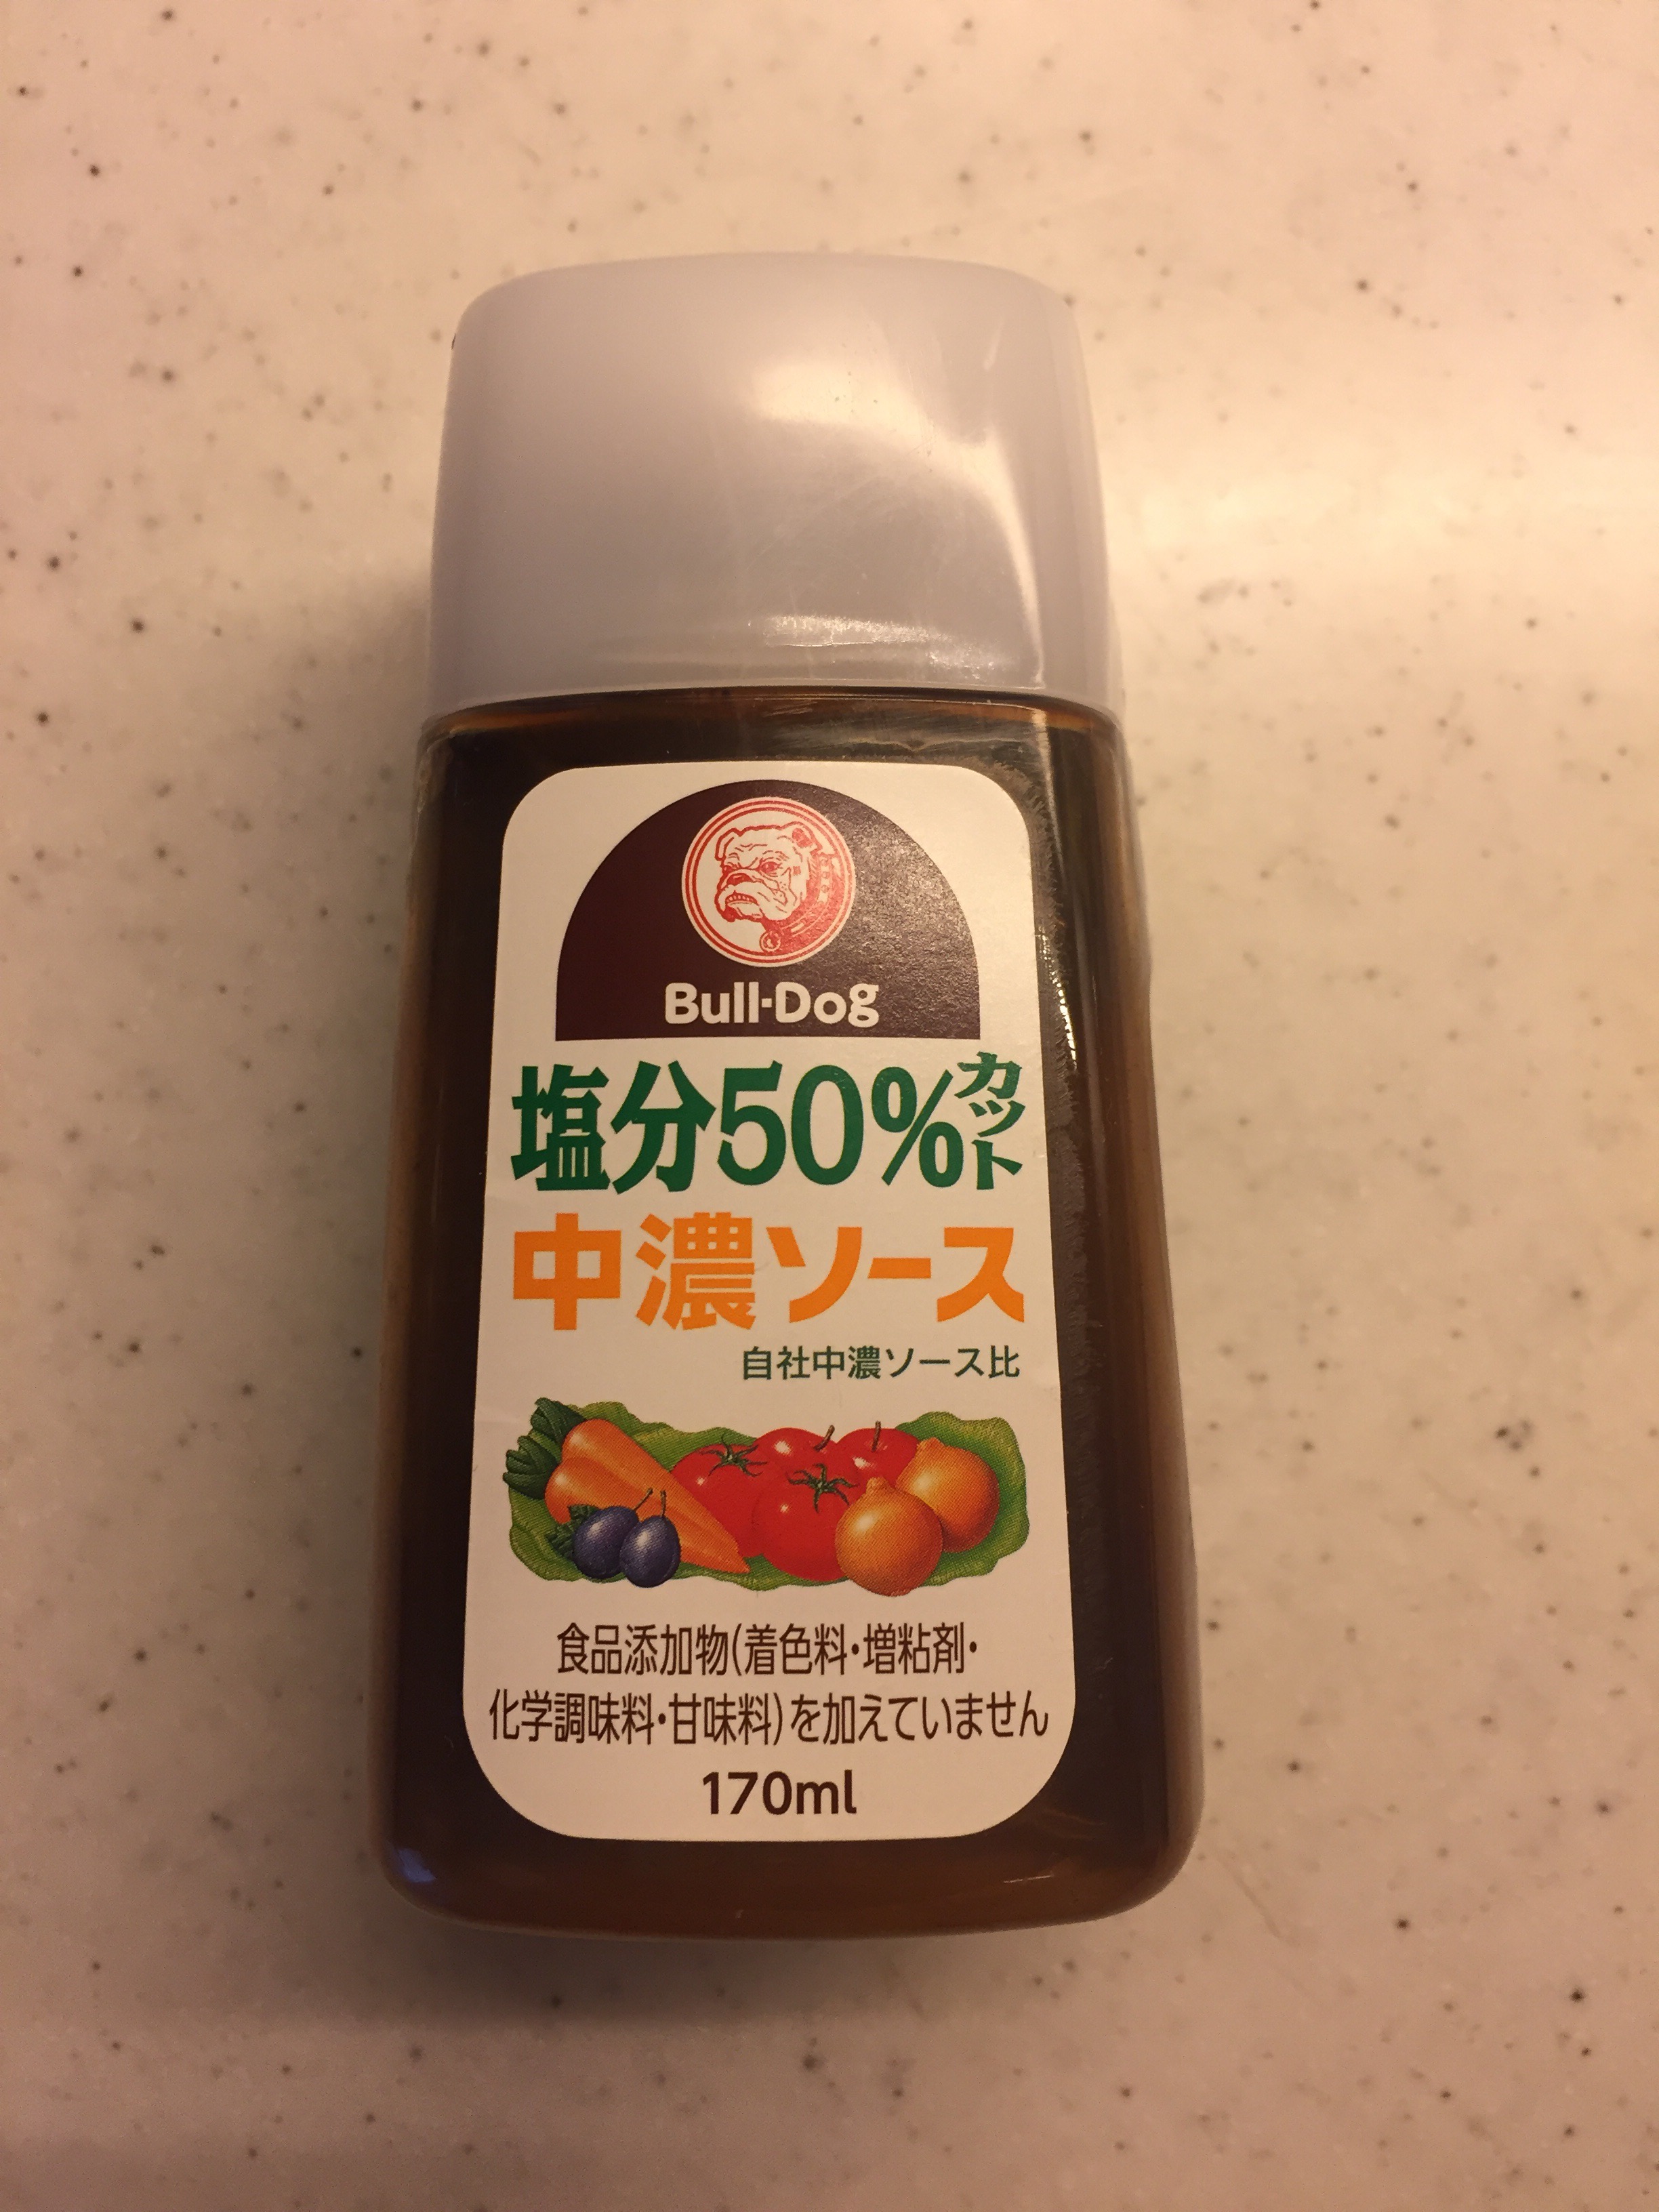 Bull-Dog
塩分50%カット
中濃ソース
自社中濃ソース比
食品添加物(着色料・増粘剤・
化学調味料・甘味料)を加えていません
170ml